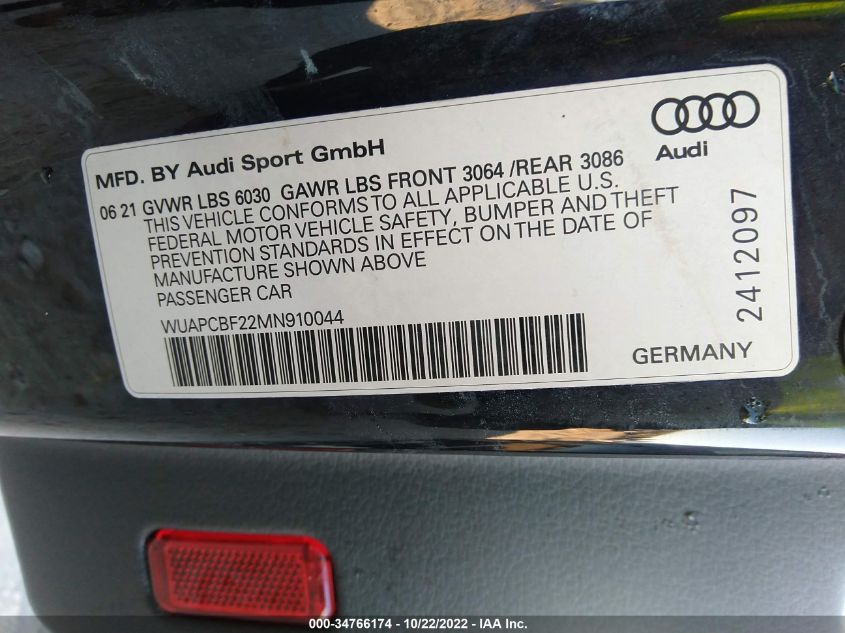 MFD. BY Audi Sport GmbH
Audi
06 21 GVWR LBS 6030 GAWR LBS FRONT 3064 /REAR 3086
THIS VEHICLE CONFORMS TO ALL APPLICABLE U.S.
FEDERAL MOTOR VEHICLE SAFETY, BUMPER AND THEFT
PREVENTION STANDARDS IN EFFECT ON THE DATE OF
MANUFACTURE SHOWN ABOVE
PASSENGER CAR
WUAPCBF22MN910044
2412097
GERMANY
000-34766174 | 10/22/2022 - IAA Inc.